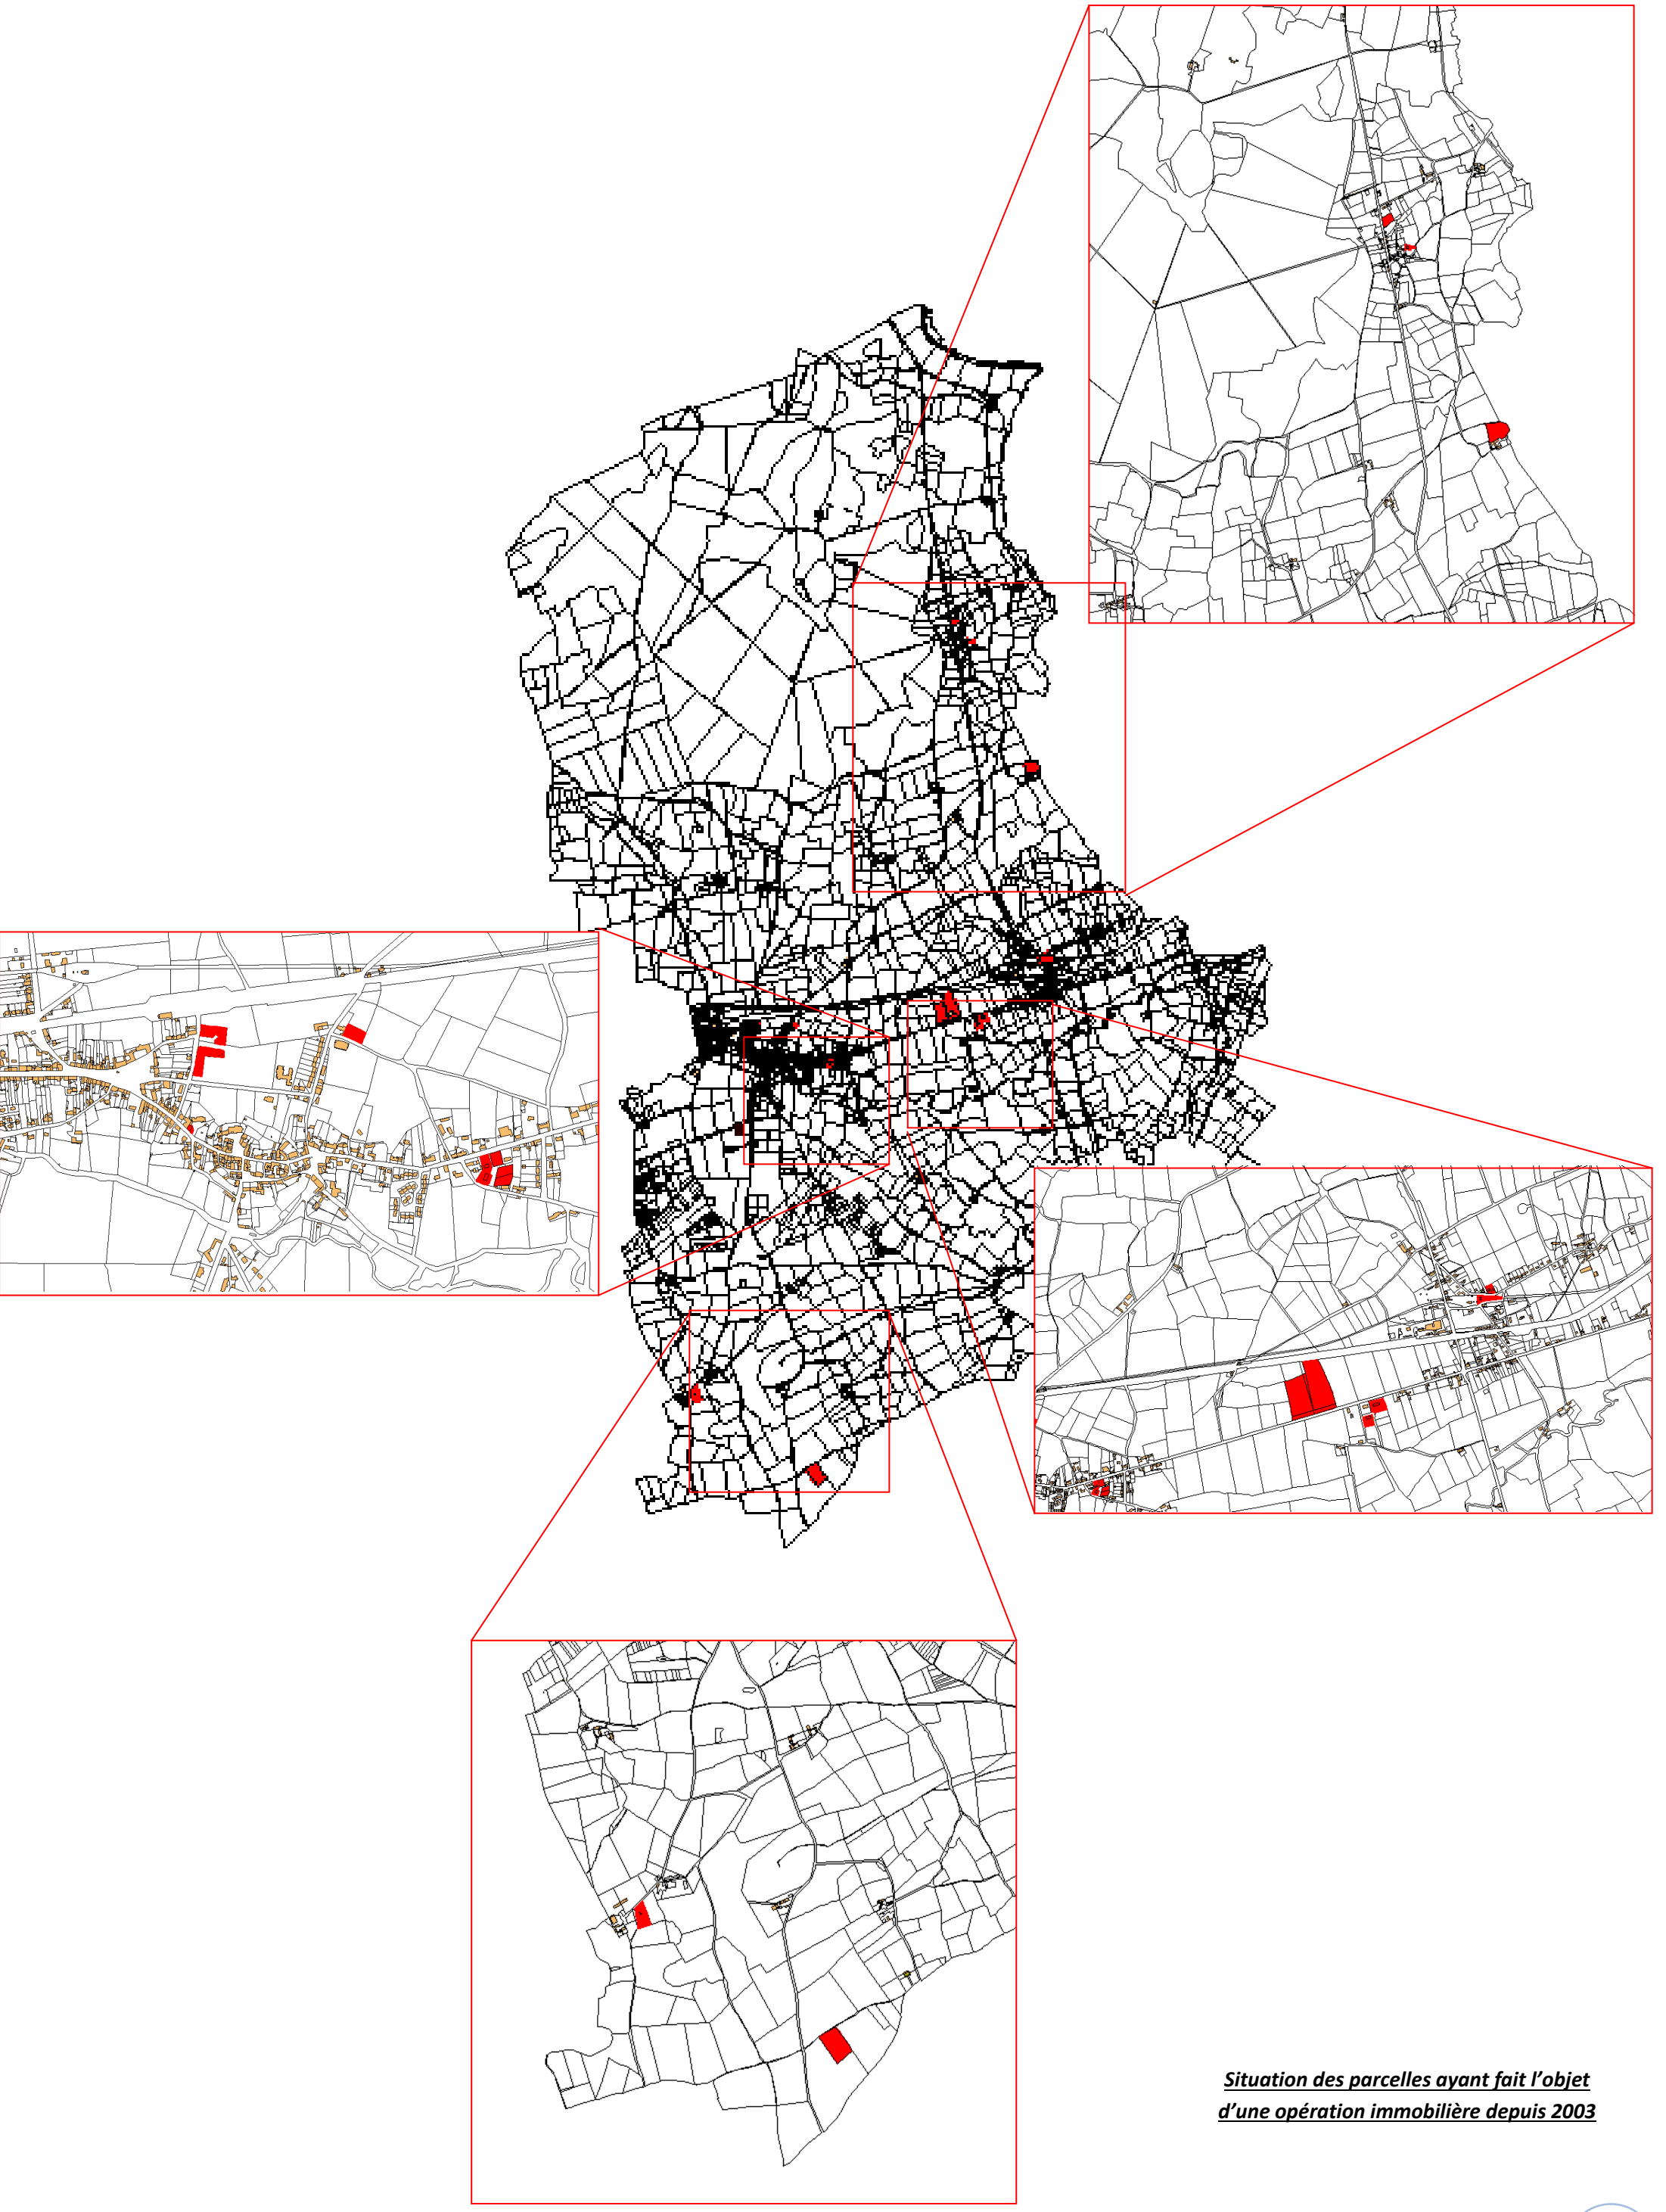 Situation des parcelles ayant fait l’objet
d’une opération immobilière depuis 2003